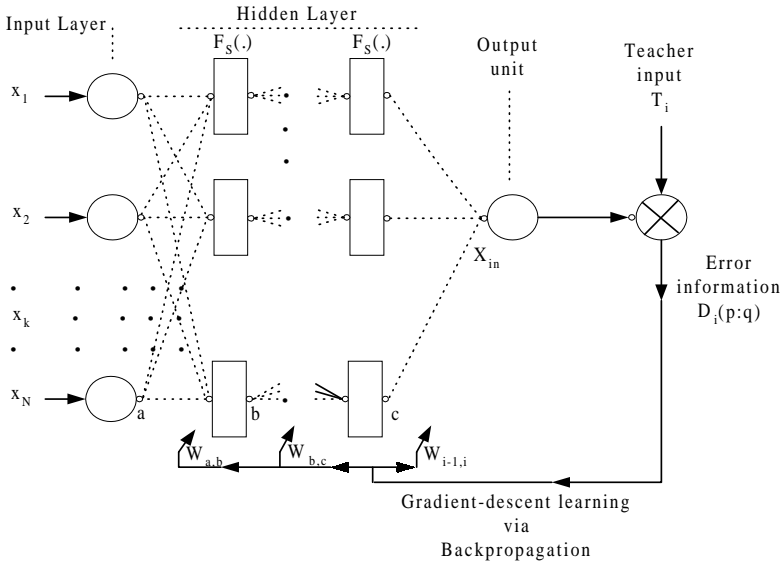 Hidden Layer
Input Layer
F_S(.)
F_S(.)
Output
unit
Teacher
input
T_i
x_1
x_2
X_in
Error
information
D_i(p:q)
x_k
x_N
a
b
c
W_a,b
W_b,c
W_i-1,i
Gradient-descent learning
via
Backpropagation